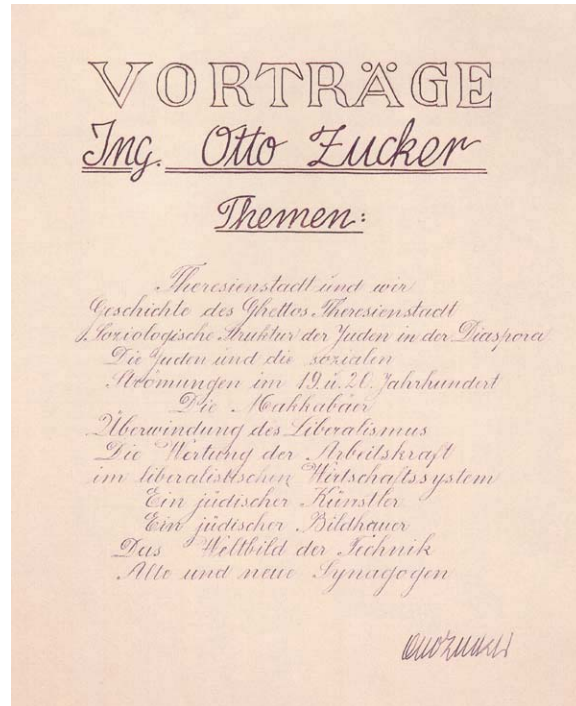 VORTRÄGE
Ing. Otto Zucker
Themen:
Theresienstadt und wir
Geschichte des Ghettos Theresienstadt
Soziologische Struktur der Juden in der Diaspora
Die Juden und die sozialen
Strömungen im 19. u. 20. Jahrhundert
Die Makkabäer
Überwindung des Liberalismus
Die Wertung der Arbeitskraft
im liberalistischen Wirtschaftssystem
Ein jüdischer Künstler
Ein jüdischer Bildhauer
Das Weltbild der Technik
Alte und neue Synagogen
Otto Zucker